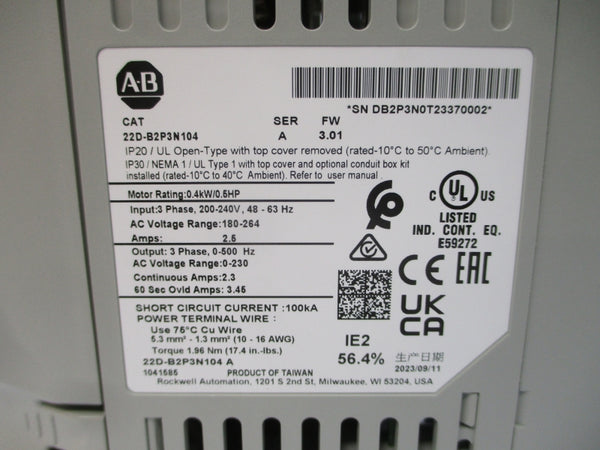 A-B
*SN DB2P3N0T23370002*
CAT SER FW
22D-B2P3N104 A 3.01
IP20 / UL Open-Type with top cover removed (rated-10°C to 50°C Ambient).
IP30 / NEMA 1 / UL Type 1 with top cover and optional conduit box kit
installed (rated-10°C to 40°C Ambient). Refer to user manual.
Motor Rating:0.4kW/0.5HP
Input:3 Phase, 200-240V, 48 - 63 Hz
AC Voltage Range:180-264
Amps: 2.5
Output: 3 Phase, 0-500 Hz
AC Voltage Range:0-230
Continuous Amps:2.3
60 Sec Ovld Amps: 3.45
C UL US
LISTED
IND. CONT. EQ.
E59272
CE EAC
UK
CA
SHORT CIRCUIT CURRENT :100kA
POWER TERMINAL WIRE :
Use 75°C Cu Wire
5.3 mm² - 1.3 mm² (10 - 16 AWG)
Torque 1.96 Nm (17.4 in.-lbs.)
IE2
56.4%
生产日期
2023/09/11
22D-B2P3N104 A
1041585 PRODUCT OF TAIWAN
Rockwell Automation, 1201 S 2nd St, Milwaukee, WI 53204, USA